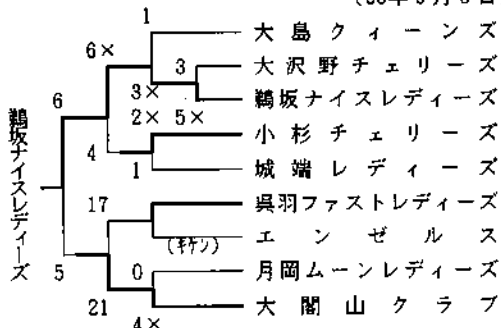 1
大島クィーンズ
6×
3
大沢野チェリーズ
3×
鵜坂ナイスレディーズ
6
2×
5×
小杉チェリーズ
4
1
城端レディーズ
鵜坂ナイスレディーズ
17
呉羽ファストレディーズ
(キケン)
エンゼルス
5
0
月岡ムーンレディーズ
21
大閤山クラブ
4×